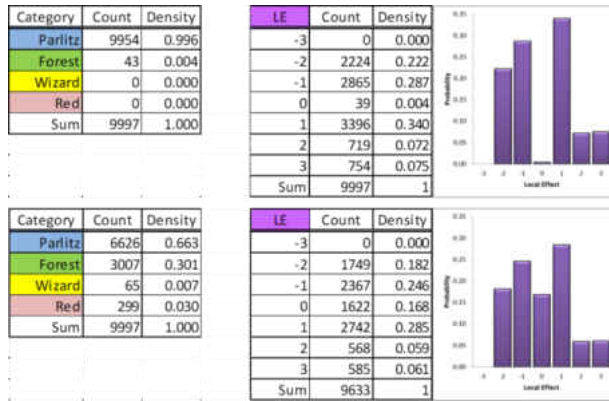 Category Count Density
Parlitz 9954 0.996
Forest 43 0.004
Wizard 0 0.000
Red 0 0.000
Sum 9997 1.000
LE Count Density
-3 0 0.000
-2 2224 0.222
-1 2865 0.287
0 39 0.004
1 3396 0.340
2 719 0.072
3 754 0.075
Sum 9997 1
Probability
Local Effect
Category Count Density
Parlitz 6626 0.663
Forest 3007 0.301
Wizard 65 0.007
Red 299 0.030
Sum 9997 1.000
LE Count Density
-3 0 0.000
-2 1749 0.182
-1 2367 0.246
0 1622 0.168
1 2742 0.285
2 568 0.059
3 585 0.061
Sum 9633 1
Probability
Local Effect